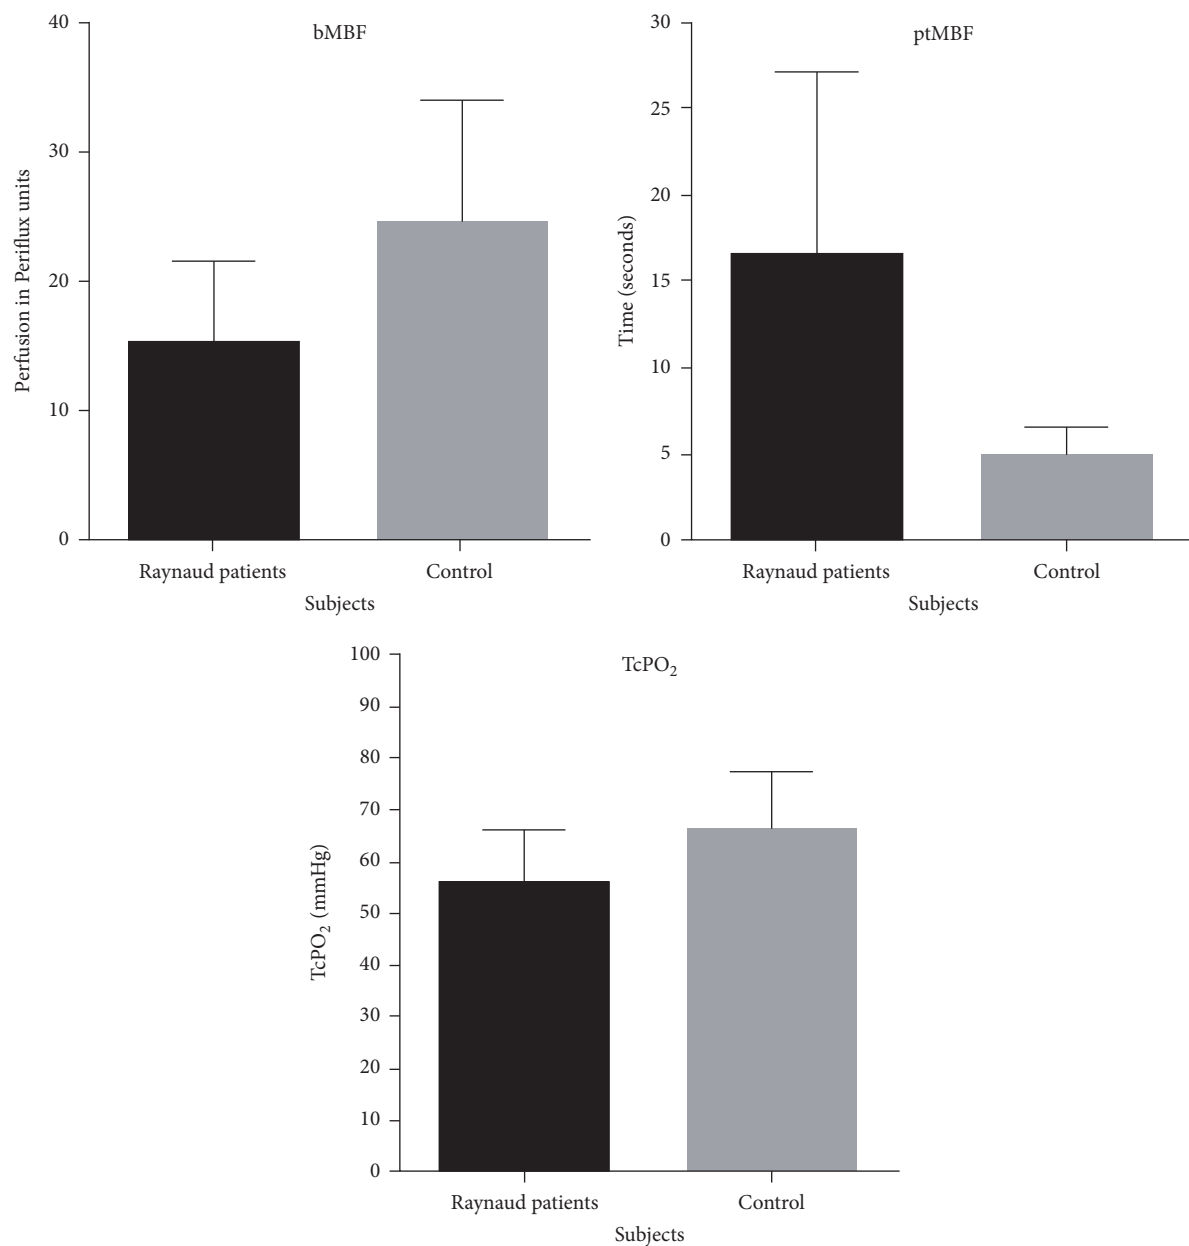 bMBF
Perfusion in Periflux units
40
30
20
10
0
Raynaud patients
Control
Subjects
ptMBF
Time (seconds)
30
25
20
15
10
5
0
Raynaud patients
Control
Subjects
TcPO₂
TcPO₂ (mmHg)
100
90
80
70
60
50
40
30
20
10
0
Raynaud patients
Control
Subjects